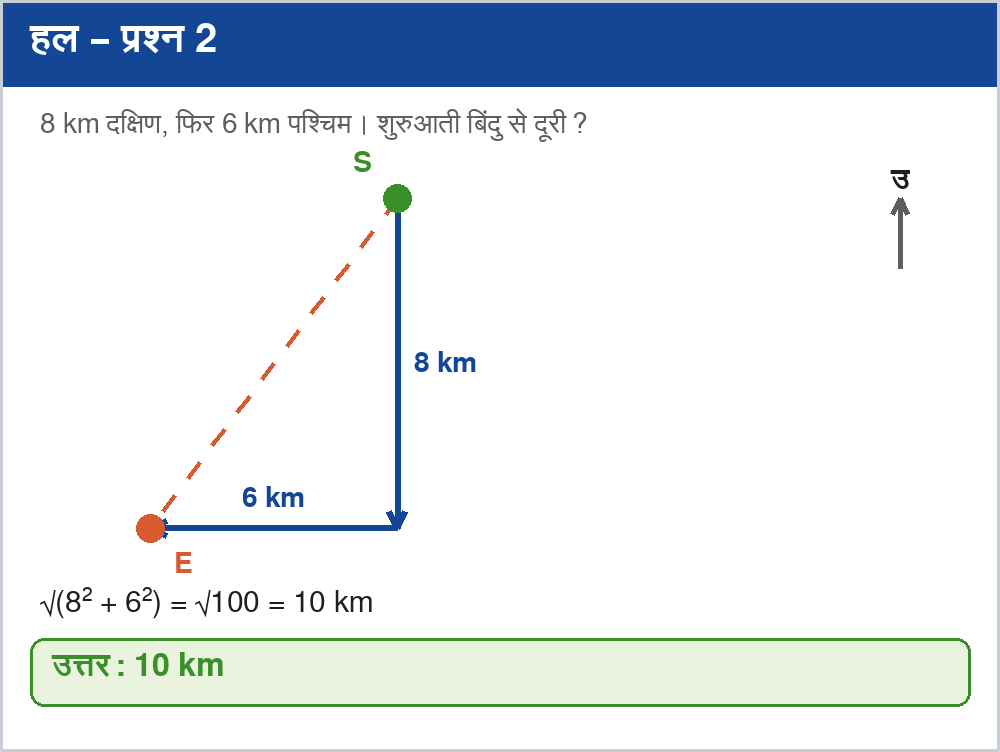 हल – प्रश्न 2
8 km दक्षिण, फिर 6 km पश्चिम। शुरुआती बिंदु से दूरी ?
S
उ
8 km
6 km
E
√(8² + 6²) = √100 = 10 km
उत्तर : 10 km